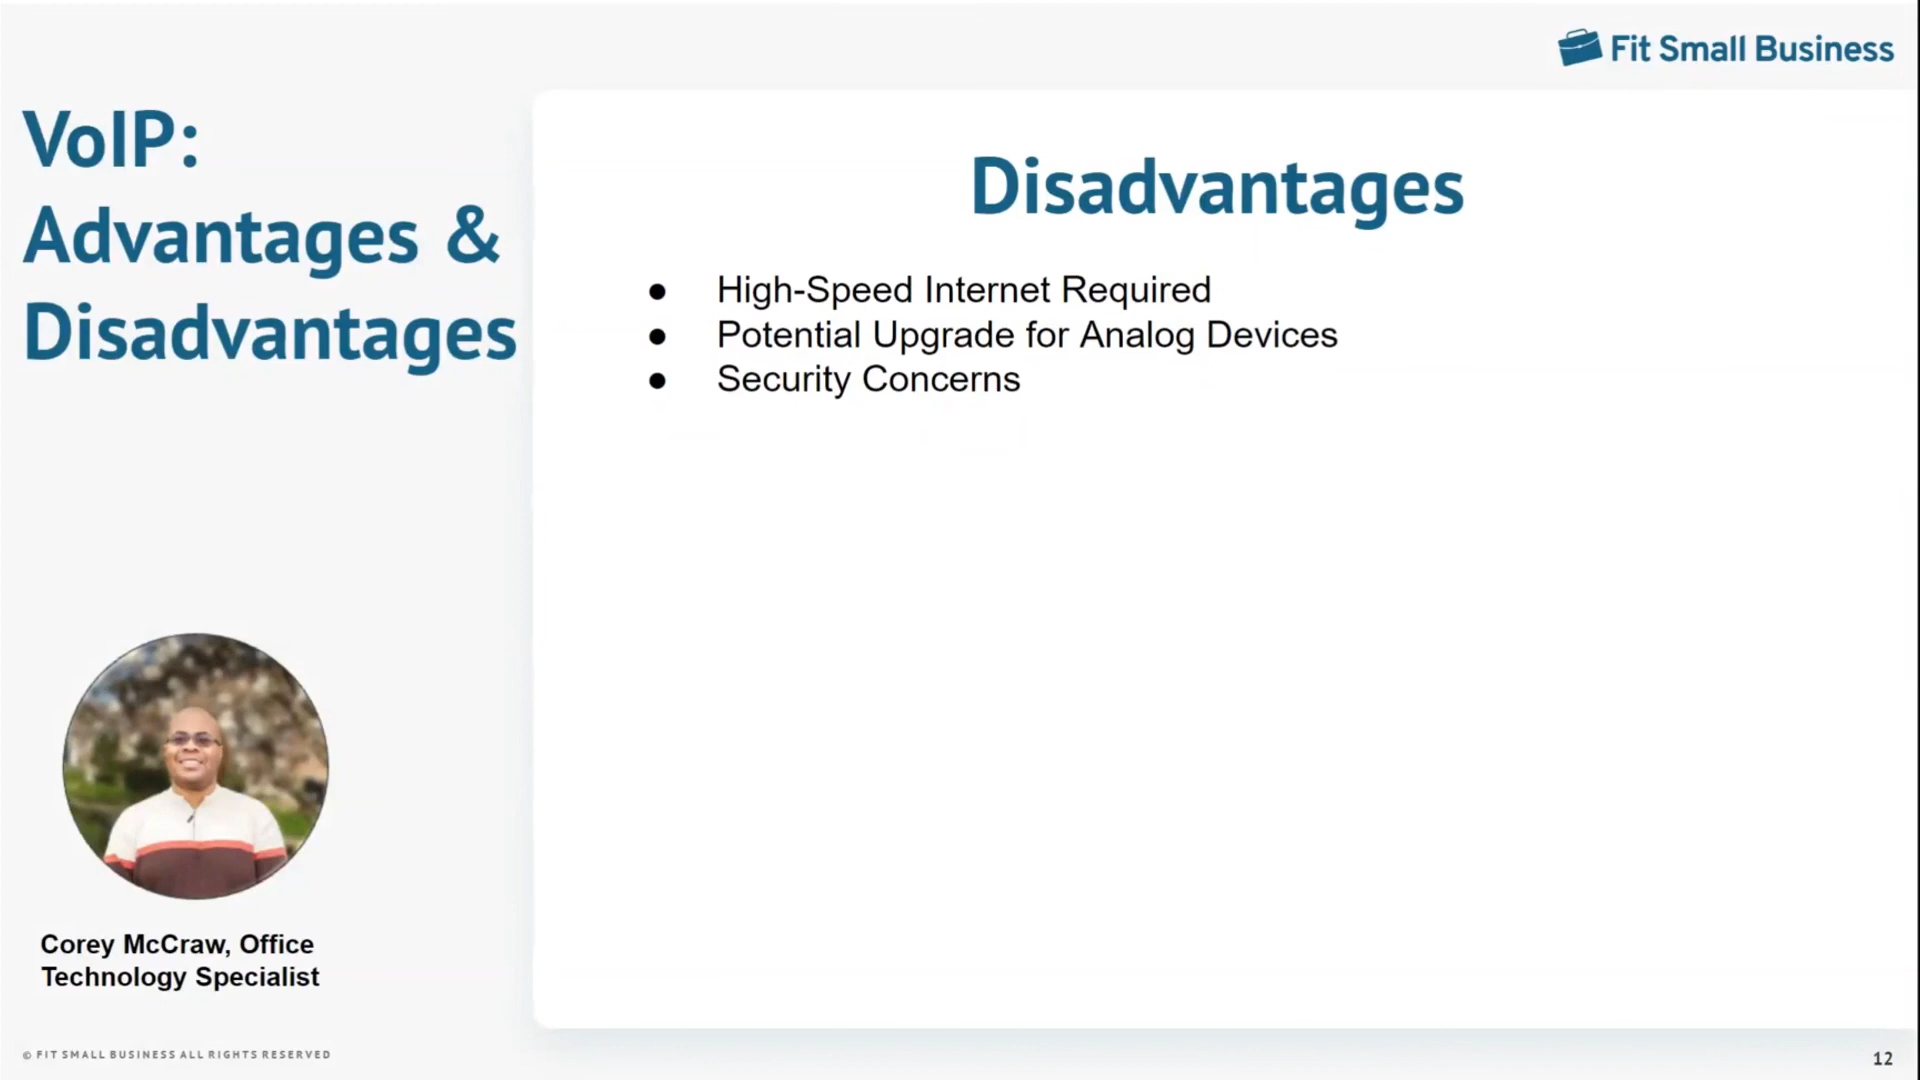 Fit Small Business
VoIP:
Advantages &
Disadvantages
Disadvantages
● High-Speed Internet Required
● Potential Upgrade for Analog Devices
● Security Concerns
Corey McCraw, Office
Technology Specialist
© FIT SMALL BUSINESS ALL RIGHTS RESERVED
12